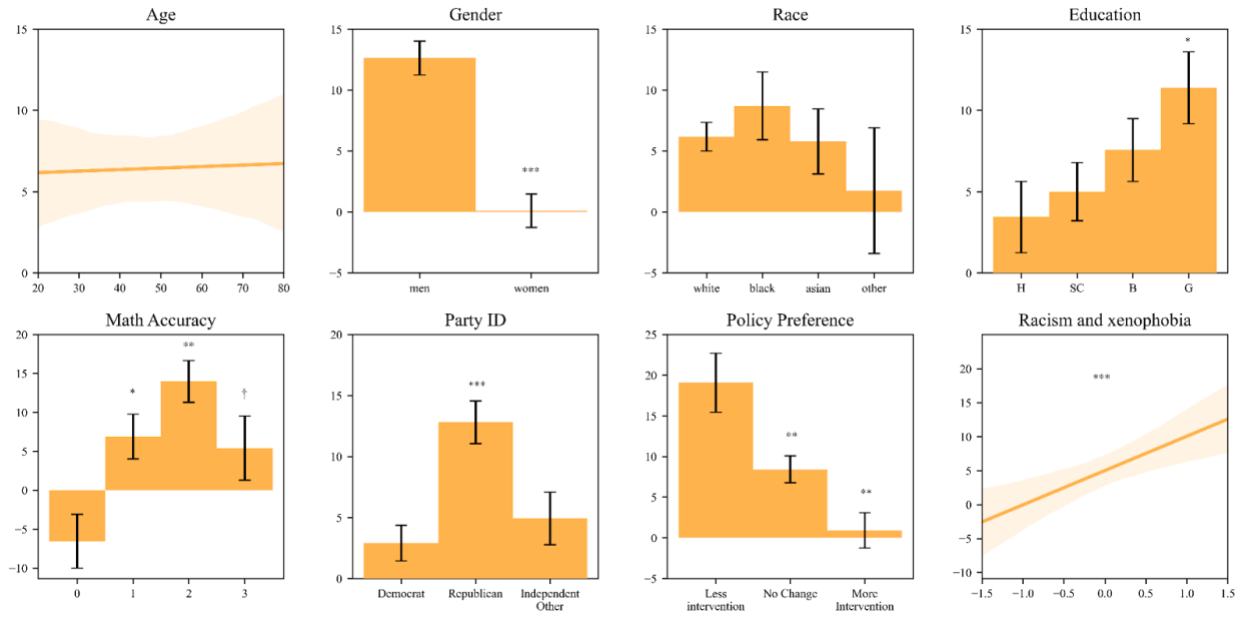 Age
15
10
5
0
20 30 40 50 60 70 80
Gender
15
10
5
0
−5
***
men women
Race
15
10
5
0
−5
white black asian other
Education
15
10
5
0
*
H SC B G
Math Accuracy
20
15
10
5
0
−5
−10
* ** †
0 1 2 3
Party ID
20
15
10
5
0
***
Democrat Republican Independent
Other
Policy Preference
25
20
15
10
5
0
−5
**
**
Less No Change More
intervention Intervention
Racism and xenophobia
20
15
10
5
0
−5
−10
***
−1.5 −1.0 −0.5 0.0 0.5 1.0 1.5